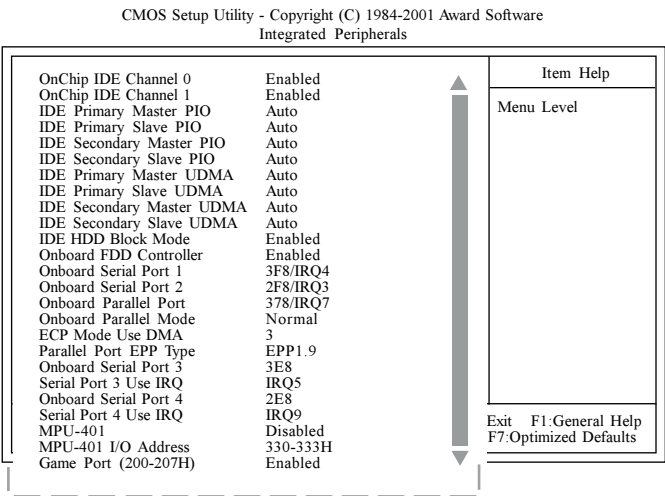 CMOS Setup Utility - Copyright (C) 1984-2001 Award Software
Integrated Peripherals
OnChip IDE Channel 0 Enabled
OnChip IDE Channel 1 Enabled
IDE Primary Master PIO Auto
IDE Primary Slave PIO Auto
IDE Secondary Master PIO Auto
IDE Secondary Slave PIO Auto
IDE Primary Master UDMA Auto
IDE Primary Slave UDMA Auto
IDE Secondary Master UDMA Auto
IDE Secondary Slave UDMA Auto
IDE HDD Block Mode Enabled
Onboard FDD Controller Enabled
Onboard Serial Port 1 3F8/IRQ4
Onboard Serial Port 2 2F8/IRQ3
Onboard Parallel Port 378/IRQ7
Onboard Parallel Mode Normal
ECP Mode Use DMA 3
Parallel Port EPP Type EPP1.9
Onboard Serial Port 3 3E8
Serial Port 3 Use IRQ IRQ5
Onboard Serial Port 4 2E8
Serial Port 4 Use IRQ IRQ9
MPU-401 Disabled
MPU-401 I/O Address 330-333H
Game Port (200-207H) Enabled
Item Help
Menu Level
Exit F1:General Help
F7:Optimized Defaults